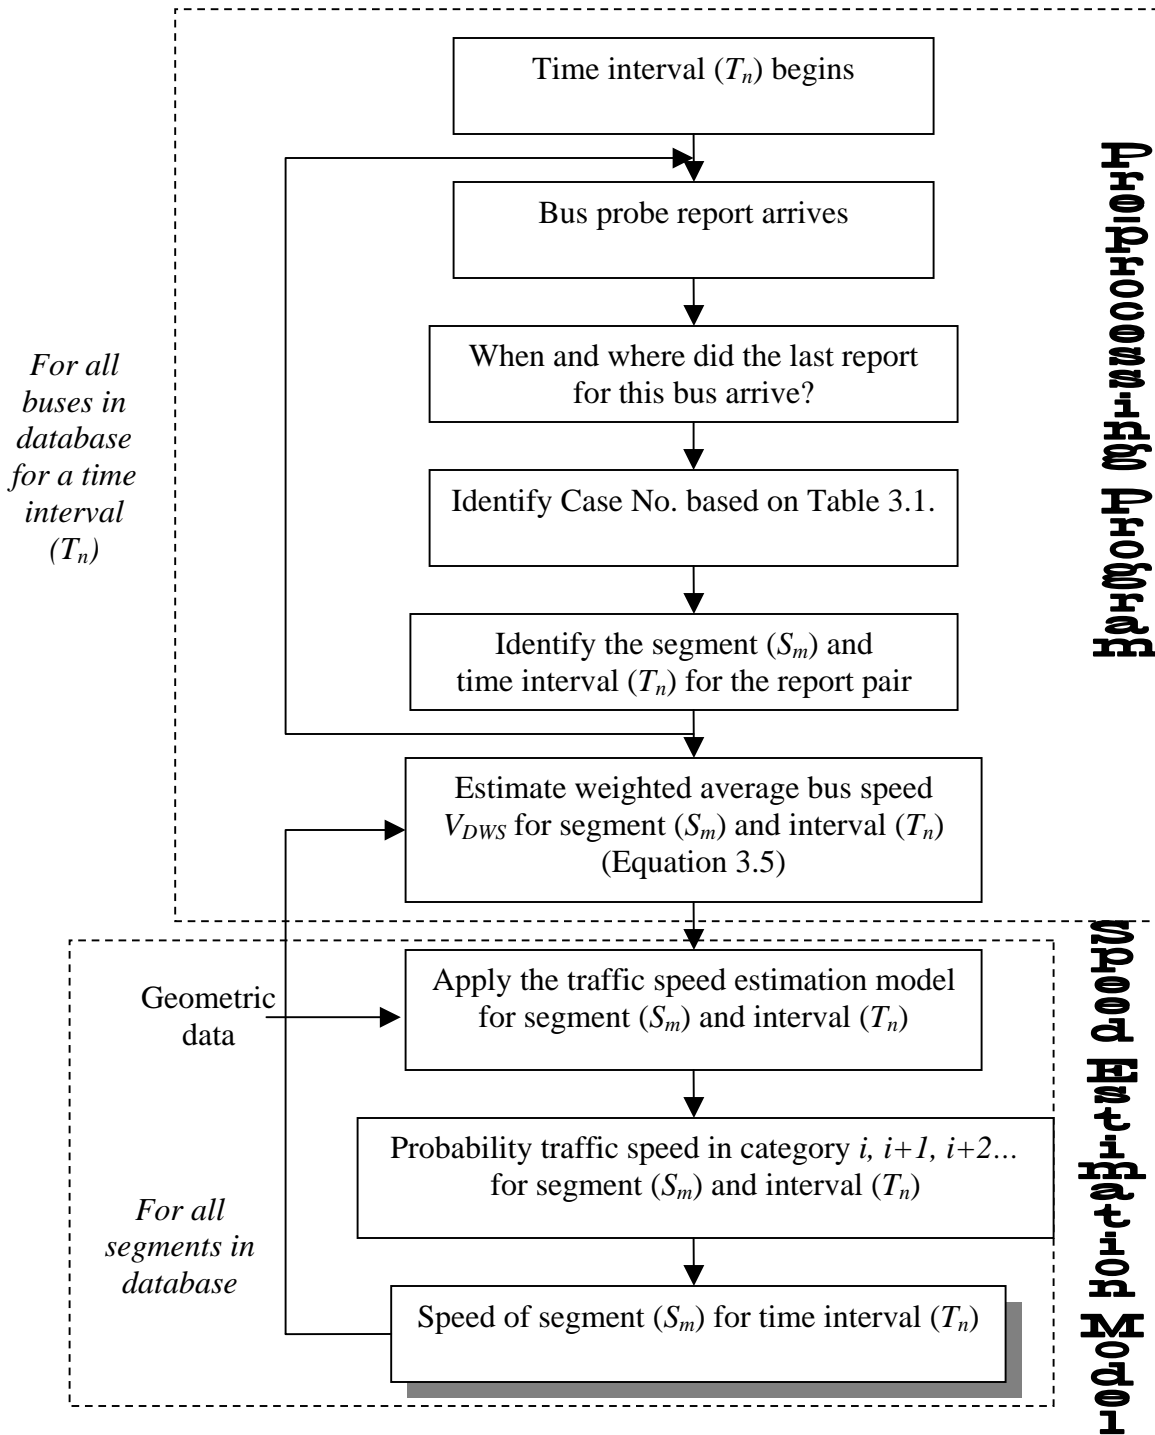 Time interval (Tn) begins
Bus probe report arrives
When and where did the last report
for this bus arrive?
Identify Case No. based on Table 3.1.
Identify the segment (Sm) and
time interval (Tn) for the report pair
Estimate weighted average bus speed
VDWS for segment (Sm) and interval (Tn)
(Equation 3.5)
For all
buses in
database
for a time
interval
(Tn)
Preprocessing Program
Apply the traffic speed estimation model
for segment (Sm) and interval (Tn)
Geometric
data
Probability traffic speed in category i, i+1, i+2...
for segment (Sm) and interval (Tn)
Speed of segment (Sm) for time interval (Tn)
For all
segments in
database
Speed Estimation Model